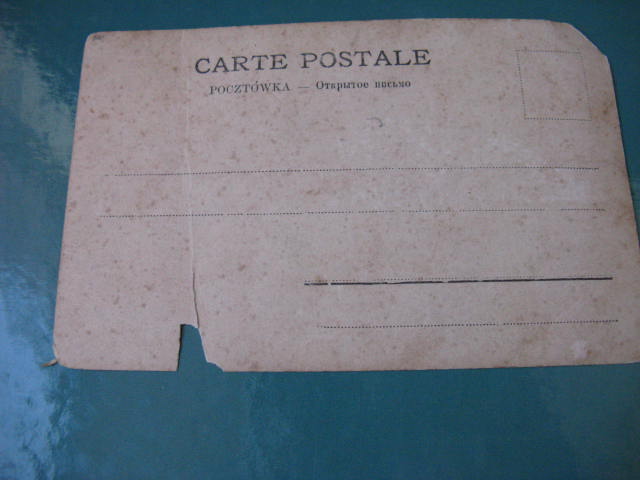 CARTE POSTALE
POCZTÓWKA — Открытое письмо